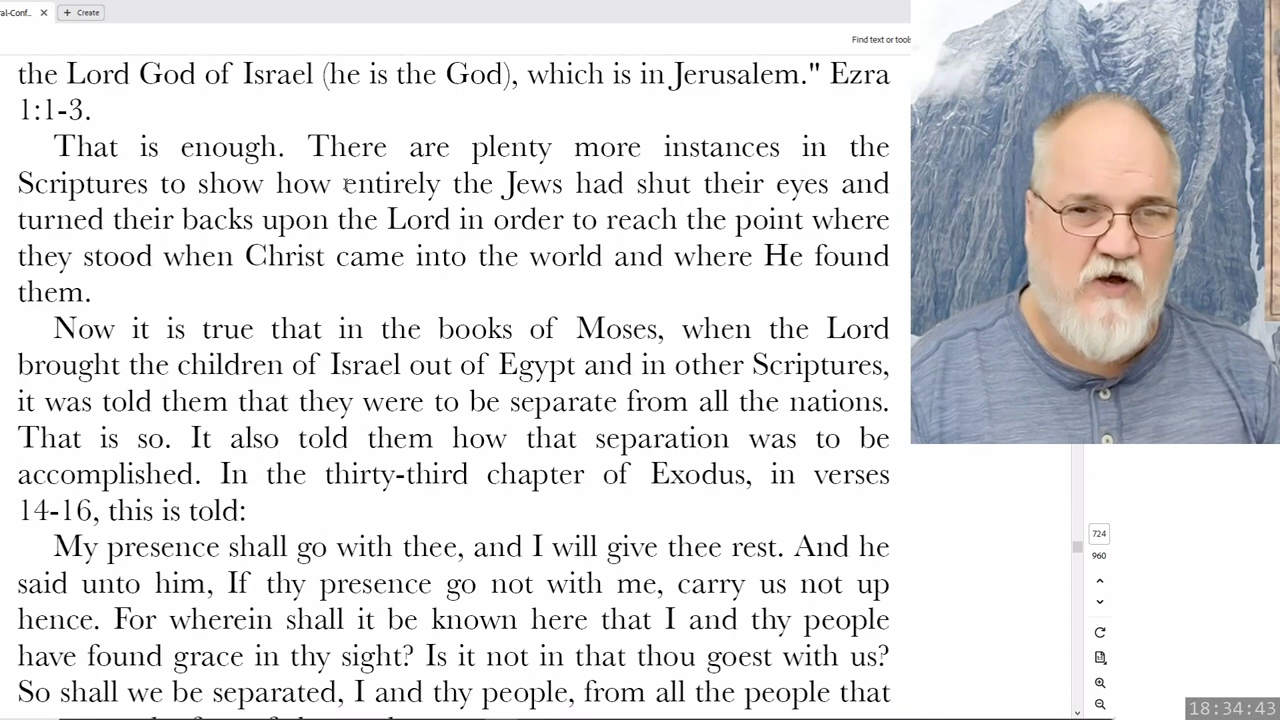 al-Conf..
Create
Find text or tools
the Lord God of Israel (he is the God), which is in Jerusalem." Ezra
1:1-3.
That is enough. There are plenty more instances in the
Scriptures to show how entirely the Jews had shut their eyes and
turned their backs upon the Lord in order to reach the point where
they stood when Christ came into the world and where He found
them.
Now it is true that in the books of Moses, when the Lord
brought the children of Israel out of Egypt and in other Scriptures,
it was told them that they were to be separate from all the nations.
That is so. It also told them how that separation was to be
accomplished. In the thirty-third chapter of Exodus, in verses
14-16, this is told:
My presence shall go with thee, and I will give thee rest. And he
said unto him, If thy presence go not with me, carry us not up
hence. For wherein shall it be known here that I and thy people
have found grace in thy sight? Is it not in that thou goest with us?
So shall we be separated, I and thy people, from all the people that
724
960
18:34:43